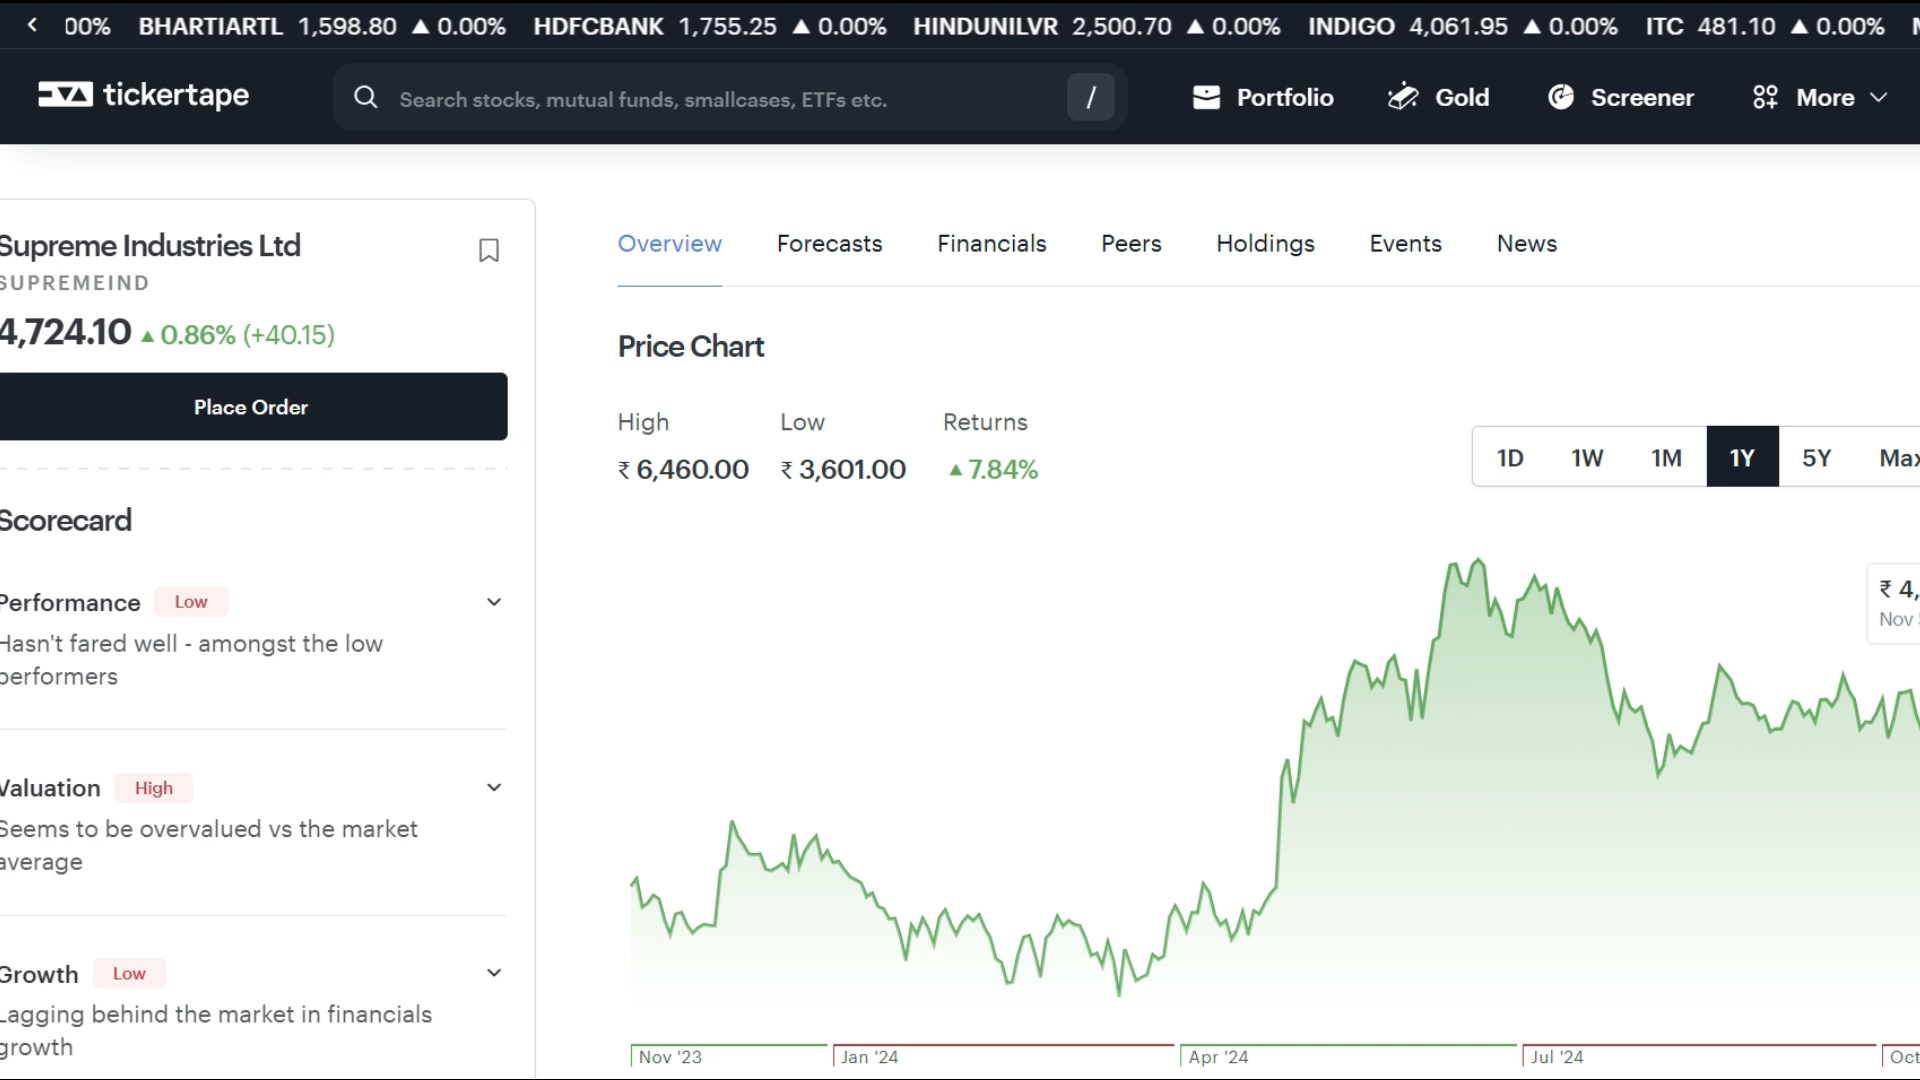 00% BHARTIARTL 1,598.80 ▲ 0.00% HDFCBANK 1,755.25 ▲ 0.00% HINDUNILVR 2,500.70 ▲ 0.00% INDIGO 4,061.95 ▲ 0.00% ITC 481.10 ▲ 0.00%
tickertape
Search stocks, mutual funds, smallcases, ETFs etc.
/
Portfolio
Gold
Screener
More
Supreme Industries Ltd
SUPREMEIND
4,724.10 ▲ 0.86% (+40.15)
Place Order
Scorecard
Performance Low
Hasn't fared well - amongst the low
performers
Valuation High
Seems to be overvalued vs the market
average
Growth Low
Lagging behind the market in financials
growth
Overview Forecasts Financials Peers Holdings Events News
Price Chart
High Low Returns
₹ 6,460.00 ₹ 3,601.00 ▲ 7.84%
1D 1W 1M 1Y 5Y Max
₹ 4,
Nov
Nov '23 Jan '24 Apr '24 Jul '24 Oct